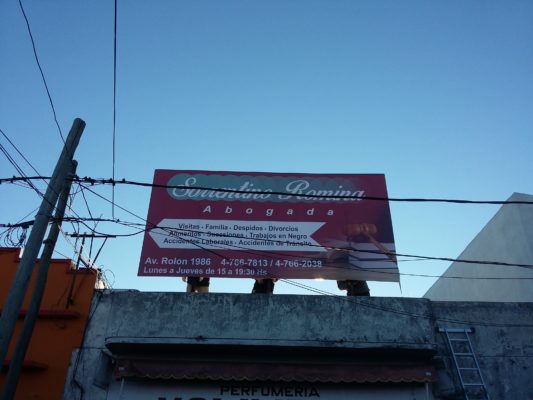 Sorrentino Romina
Abogada
Visitas - Familia - Despidos - Divorcios
Alimentos - Sucesiones - Trabajos en Negro
Accidentes Laborales - Accidentes de Tránsito
Av. Rolon 1986 4-766-7813 / 4-766-2038
Lunes a Jueves de 15 a 19:30 Hs
PERFUMERIA